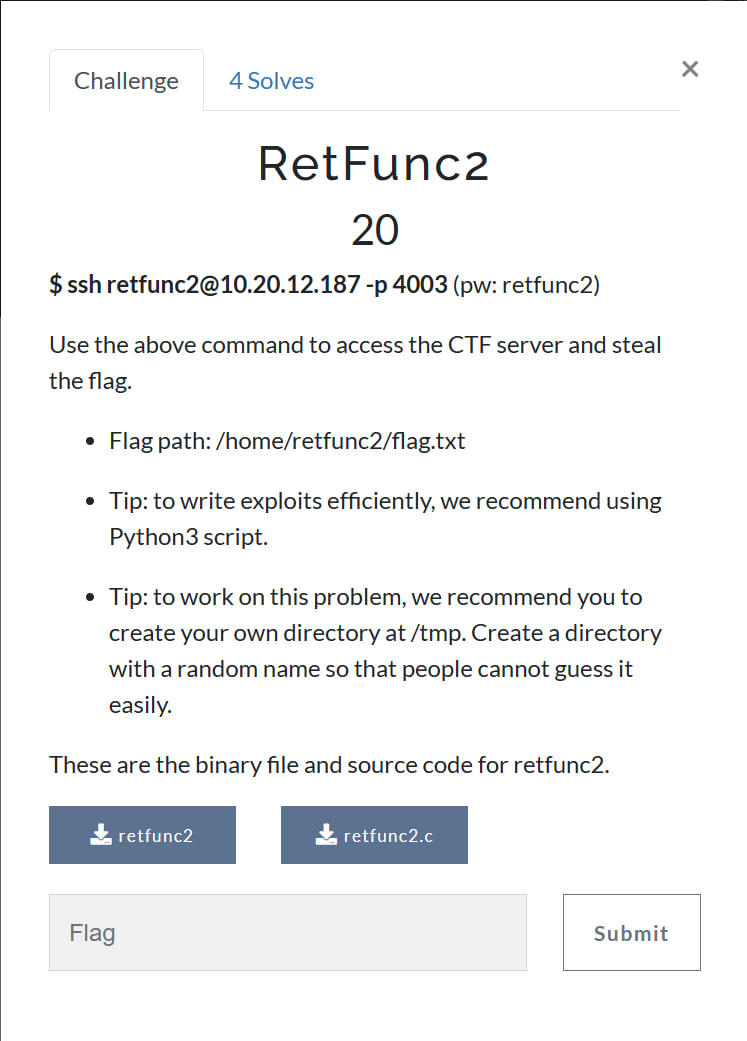 Challenge
4 Solves
×
RetFunc2
20
$ ssh retfunc2@10.20.12.187 -p 4003 (pw: retfunc2)
Use the above command to access the CTF server and steal
the flag.
• Flag path: /home/retfunc2/flag.txt
• Tip: to write exploits efficiently, we recommend using
Python3 script.
• Tip: to work on this problem, we recommend you to
create your own directory at /tmp. Create a directory
with a random name so that people cannot guess it
easily.
These are the binary file and source code for retfunc2.
retfunc2
retfunc2.c
Flag
Submit